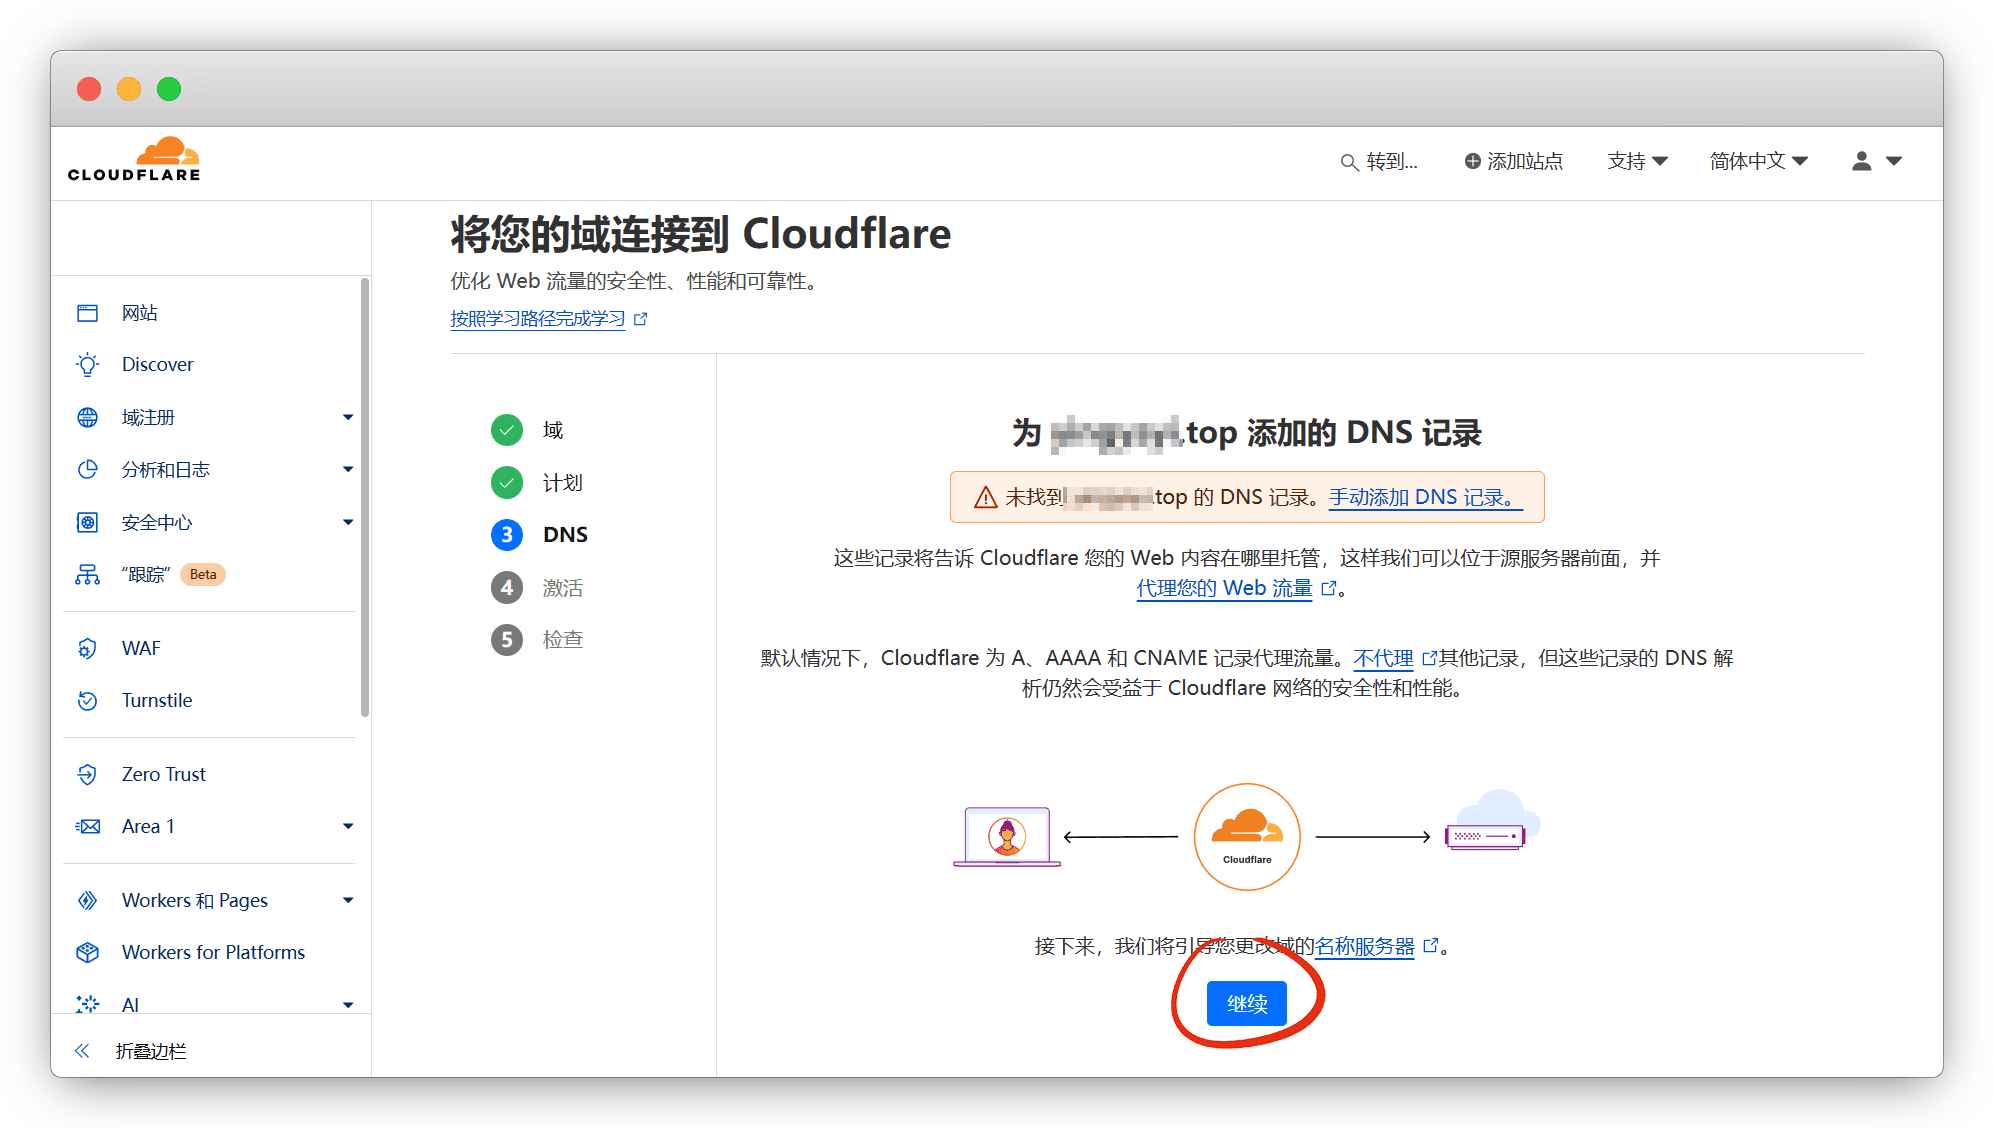 CLOUDFLARE
转到...
添加站点
支持
简体中文
将您的域连接到 Cloudflare
优化 Web 流量的安全性、性能和可靠性。
按照学习路径完成学习
网站
Discover
域注册
分析和日志
安全中心
“跟踪” Beta
WAF
Turnstile
Zero Trust
Area 1
Workers 和 Pages
Workers for Platforms
AI
折叠边栏
域
计划
3 DNS
4 激活
5 检查
为 .top 添加的 DNS 记录
未找到 .top 的 DNS 记录。手动添加 DNS 记录。
这些记录将告诉 Cloudflare 您的 Web 内容在哪里托管，这样我们可以位于源服务器前面，并
代理您的 Web 流量 。
默认情况下，Cloudflare 为 A、AAAA 和 CNAME 记录代理流量。不代理 其他记录，但这些记录的 DNS 解
析仍然会受益于 Cloudflare 网络的安全性和性能。
Cloudflare
接下来，我们将引导您更改域的名称服务器 。
继续